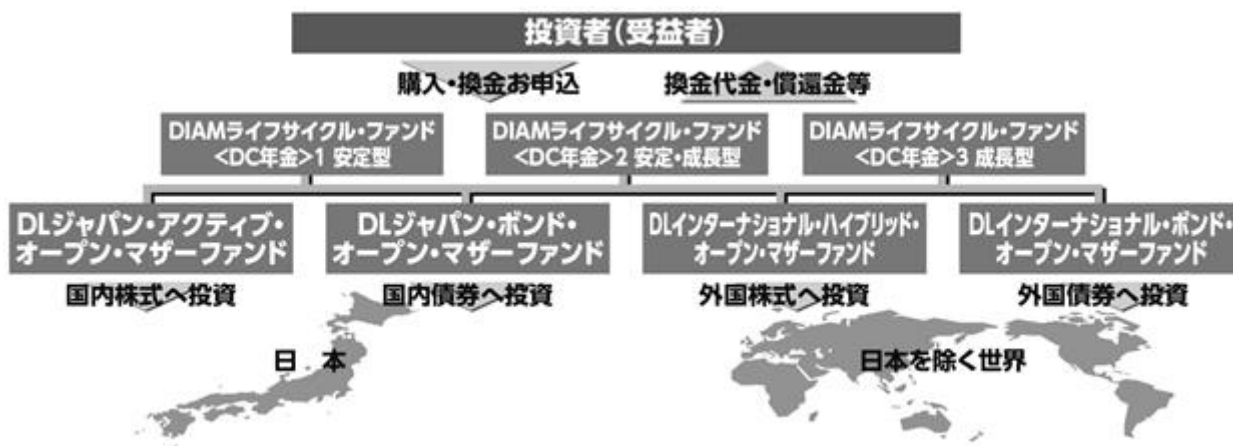 投資者(受益者)
購入・換金お申込
換金代金・償還金等
DIAMライフサイクル・ファンド
<DC年金>1 安定型
DIAMライフサイクル・ファンド
<DC年金>2 安定・成長型
DIAMライフサイクル・ファンド
<DC年金>3 成長型
DLジャパン・アクティブ・
オープン・マザーファンド
DLジャパン・ボンド・
オープン・マザーファンド
DLインターナショナル・ハイブリッド・
オープン・マザーファンド
DLインターナショナル・ボンド・
オープン・マザーファンド
国内株式へ投資
国内債券へ投資
外国株式へ投資
外国債券へ投資
日 本
日本を除く世界